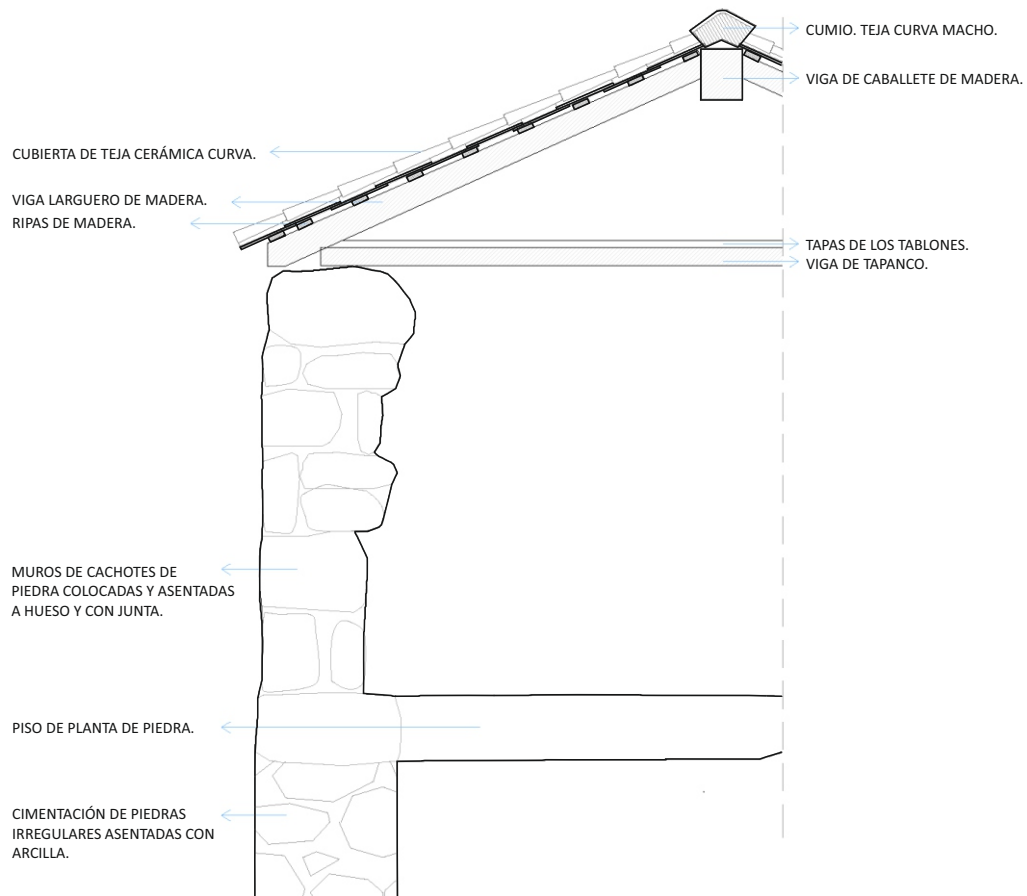 CUMIO. TEJA CURVA MACHO.
VIGA DE CABALLETE DE MADERA.
CUBIERTA DE TEJA CERÁMICA CURVA.
VIGA LARGUERO DE MADERA.
RIPAS DE MADERA.
TAPAS DE LOS TABLONES.
VIGA DE TAPANCO.
MUROS DE CACHOTES DE
PIEDRA COLOCADAS Y ASENTADAS
A HUESO Y CON JUNTA.
PISO DE PLANTA DE PIEDRA.
CIMENTACIÓN DE PIEDRAS
IRREGULARES ASENTADAS CON
ARCILLA.